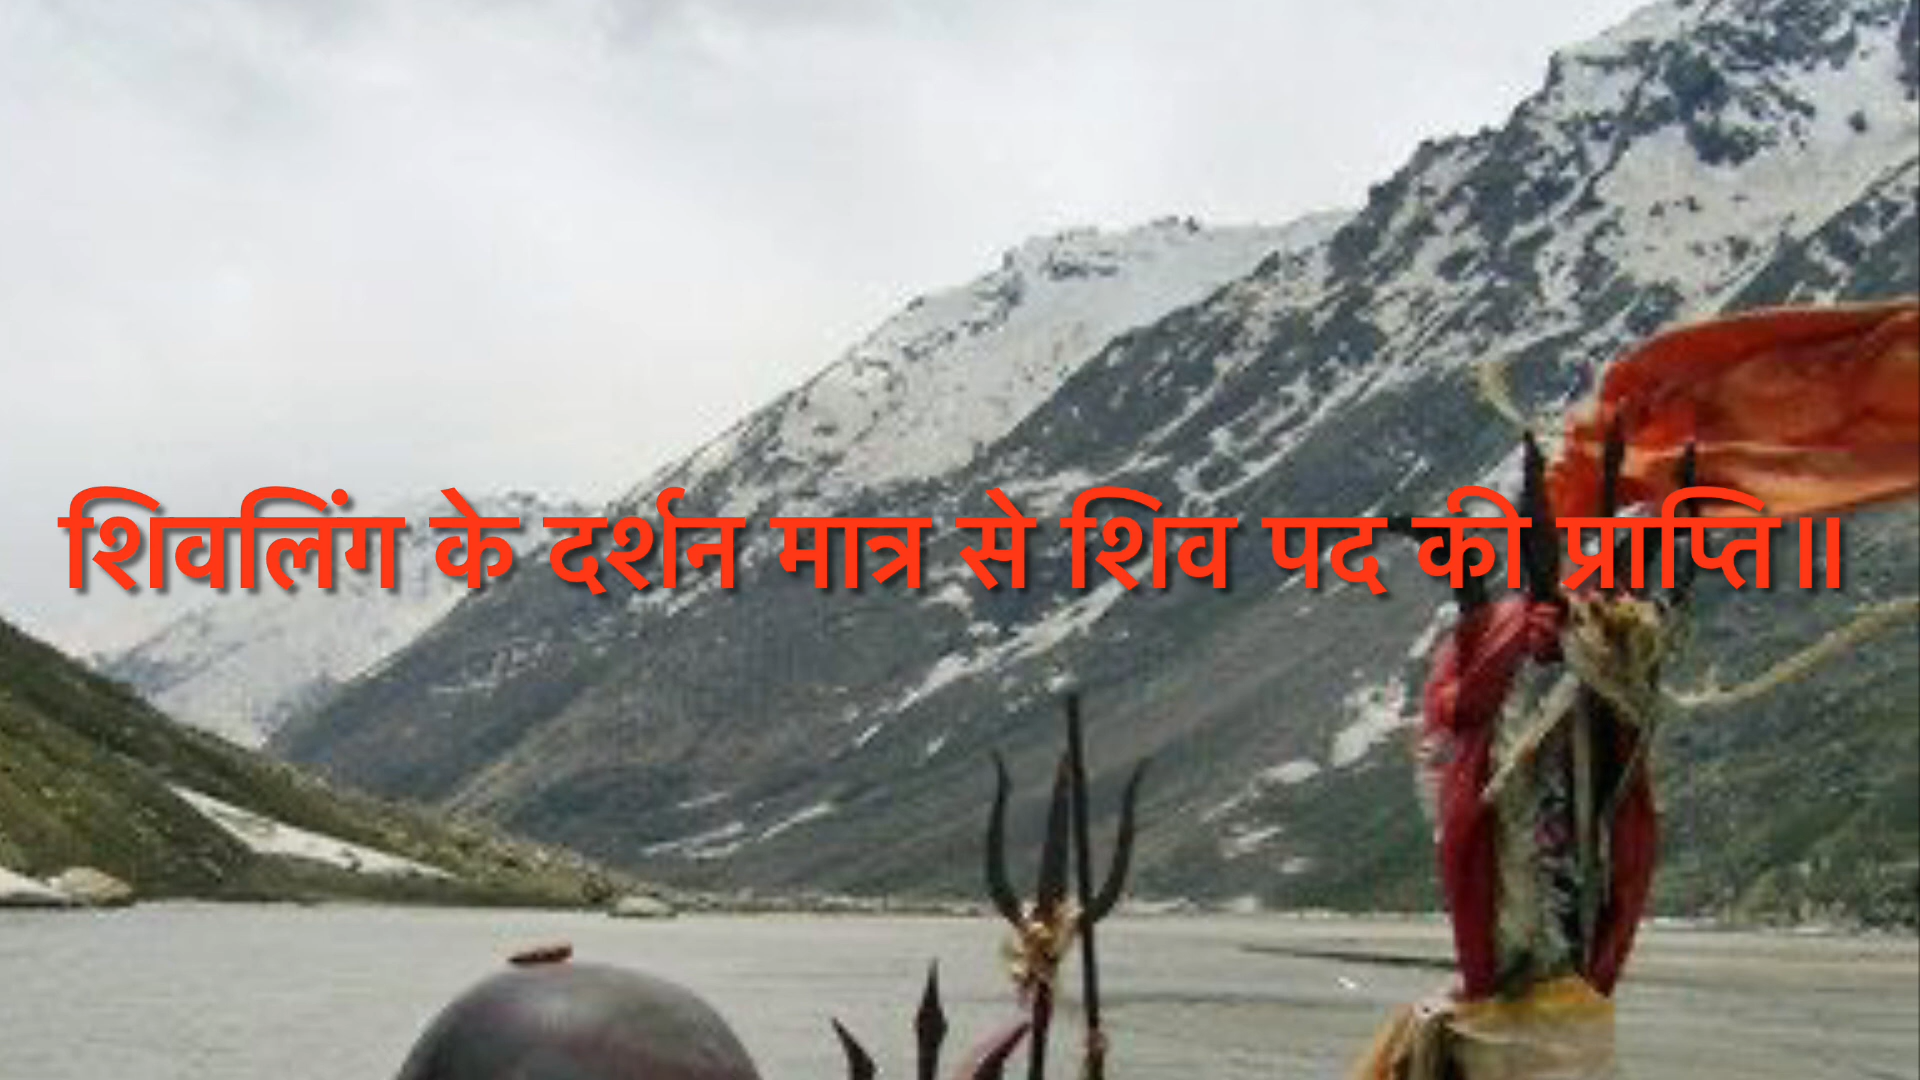 शिवलिंग के दर्शन मात्र से शिव पद की प्राप्ति॥